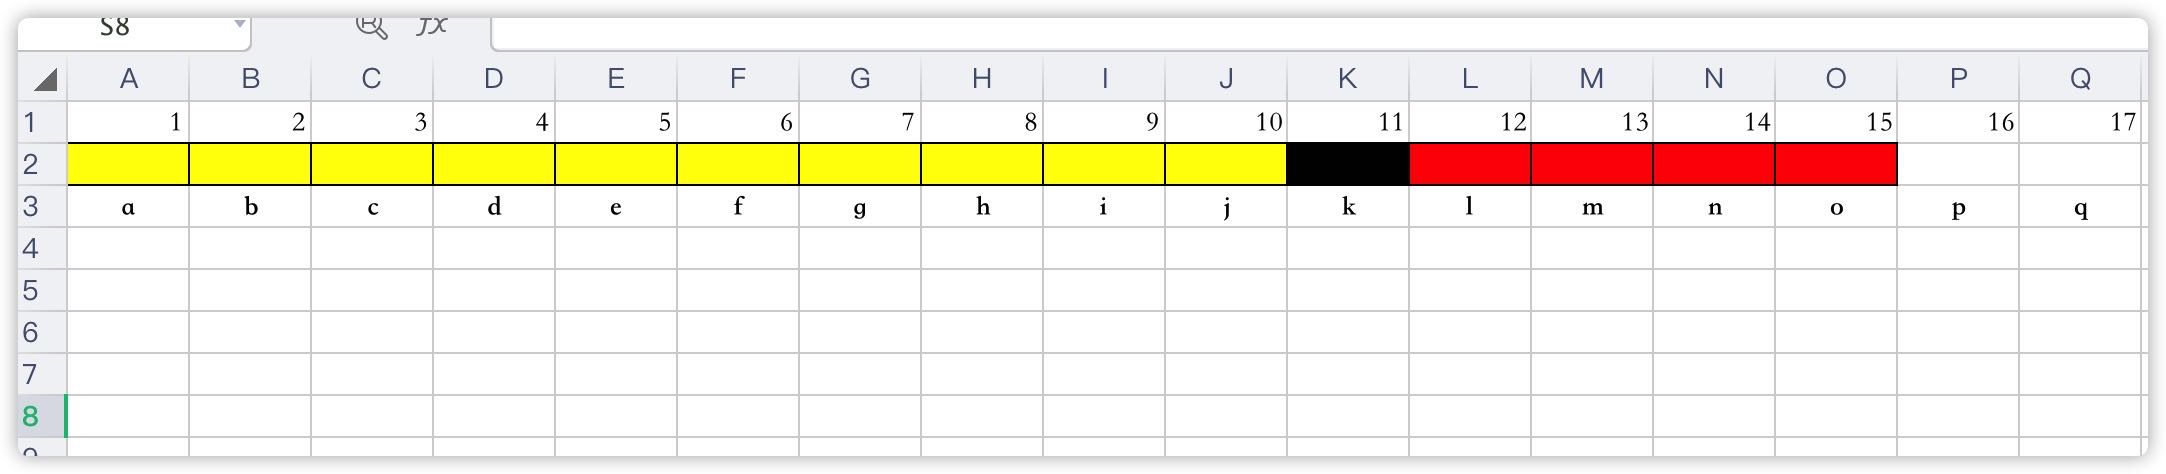 S8 fx
A B C D E F G H I J K L M N O P Q
1 1 2 3 4 5 6 7 8 9 10 11 12 13 14 15 16 17
2
3 a b c d e f g h i j k l m n o p q
4
5
6
7
8
9